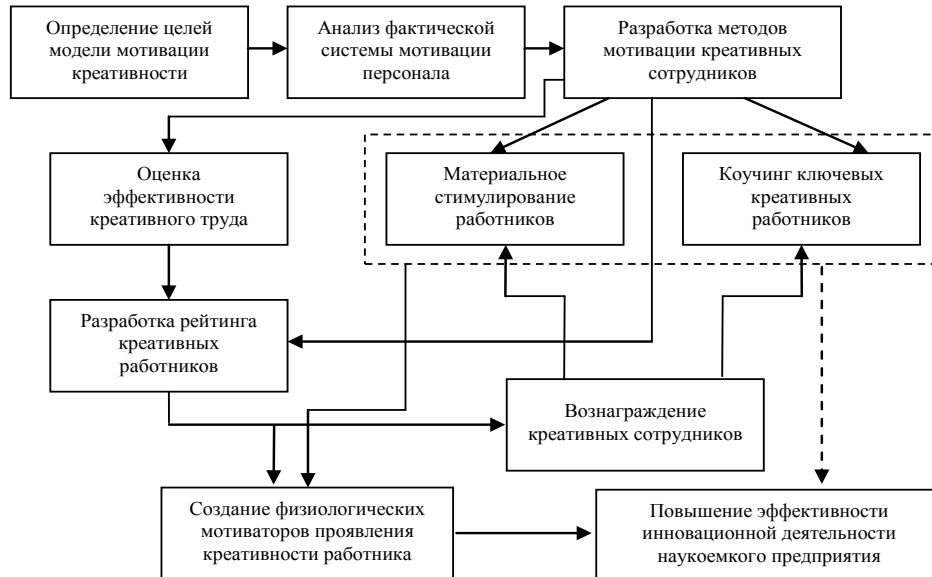 Определение целей
модели мотивации
креативности
Анализ фактической
системы мотивации
персонала
Разработка методов
мотивации креативных
сотрудников
Оценка
эффективности
креативного труда
Материальное
стимулирование
работников
Коучинг ключевых
креативных
работников
Разработка рейтинга
креативных
работников
Вознаграждение
креативных сотрудников
Создание физиологических
мотиваторов проявления
креативности работника
Повышение эффективности
инновационной деятельности
наукоемкого предприятия